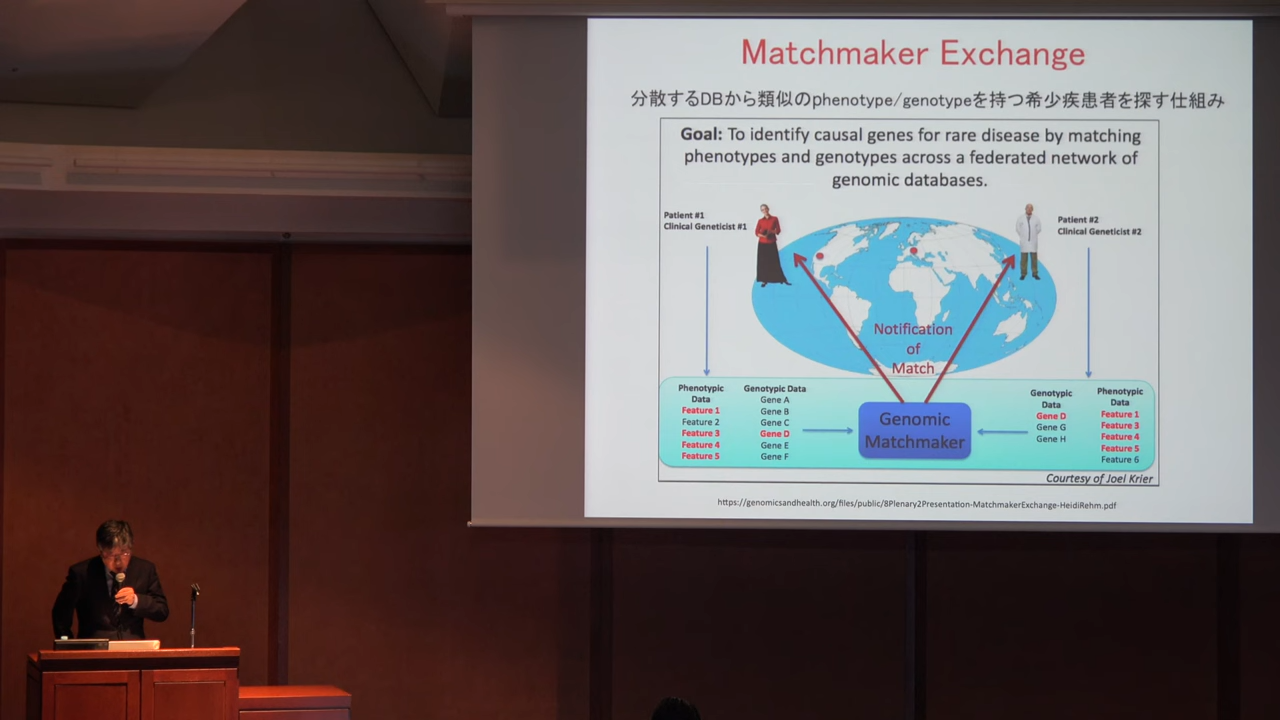 Matchmaker Exchange
分散するDBから類似のphenotype/genotypeを持つ希少疾患者を探す仕組み
Goal: To identify causal genes for rare disease by matching
phenotypes and genotypes across a federated network of
genomic databases.
Patient #1
Clinical Geneticist #1
Patient #2
Clinical Geneticist #2
Notification
of
Match
Phenotypic
Data
Feature 1
Feature 2
Feature 3
Feature 4
Feature 5
Genotypic Data
Gene A
Gene B
Gene C
Gene D
Gene E
Gene F
Genomic
Matchmaker
Genotypic
Data
Gene D
Gene G
Gene H
Phenotypic
Data
Feature 1
Feature 3
Feature 4
Feature 5
Feature 6
Courtesy of Joel Krier
https://genomicsandhealth.org/files/public/8Plenary2Presentation-MatchmakerExchange-HeidiRehm.pdf